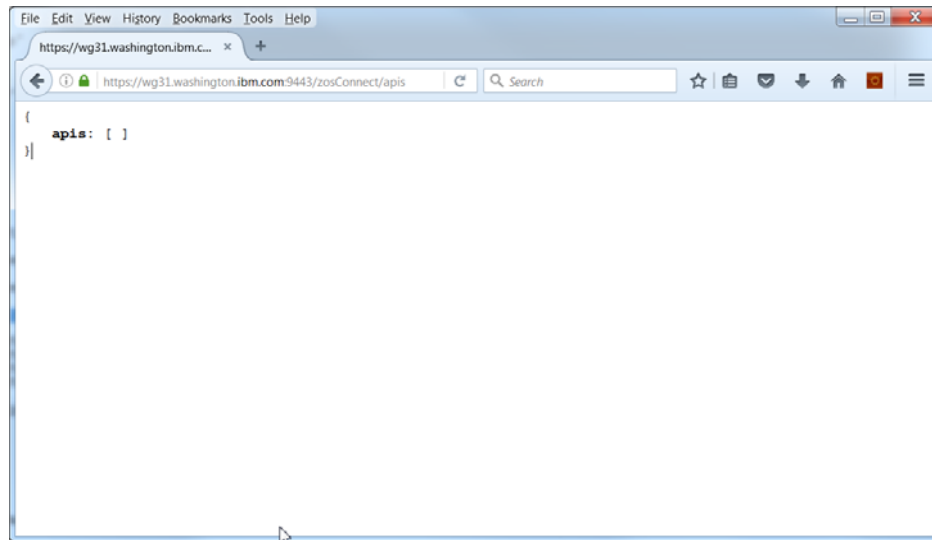 File Edit View History Bookmarks Tools Help
https://wg31.washington.ibm.c... × +
https://wg31.washington.ibm.com:9443/zosConnect/apis Search
{
apis: [ ]
}